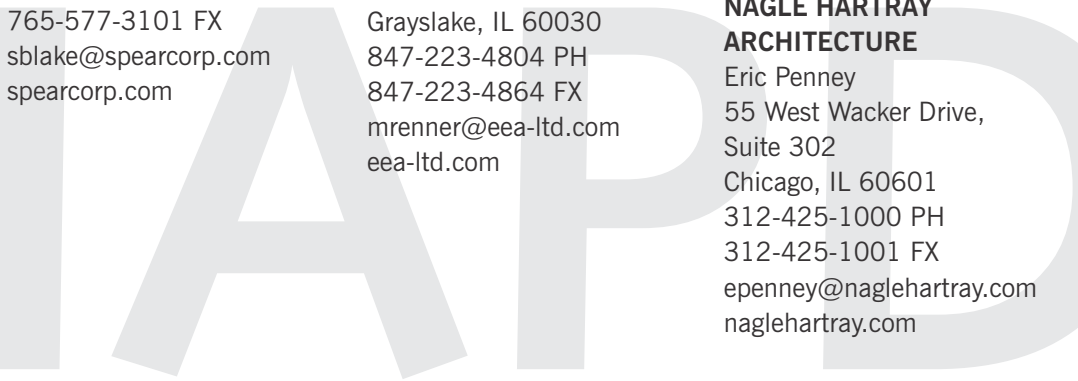 765-577-3101 FX
sblake@spearcorp.com
spearcorp.com
Grayslake, IL 60030
847-223-4804 PH
847-223-4864 FX
mrenner@eea-ltd.com
eea-ltd.com
NAGLE HARTRAY
ARCHITECTURE
Eric Penney
55 West Wacker Drive,
Suite 302
Chicago, IL 60601
312-425-1000 PH
312-425-1001 FX
epenney@naglehartray.com
naglehartray.com
IAPD